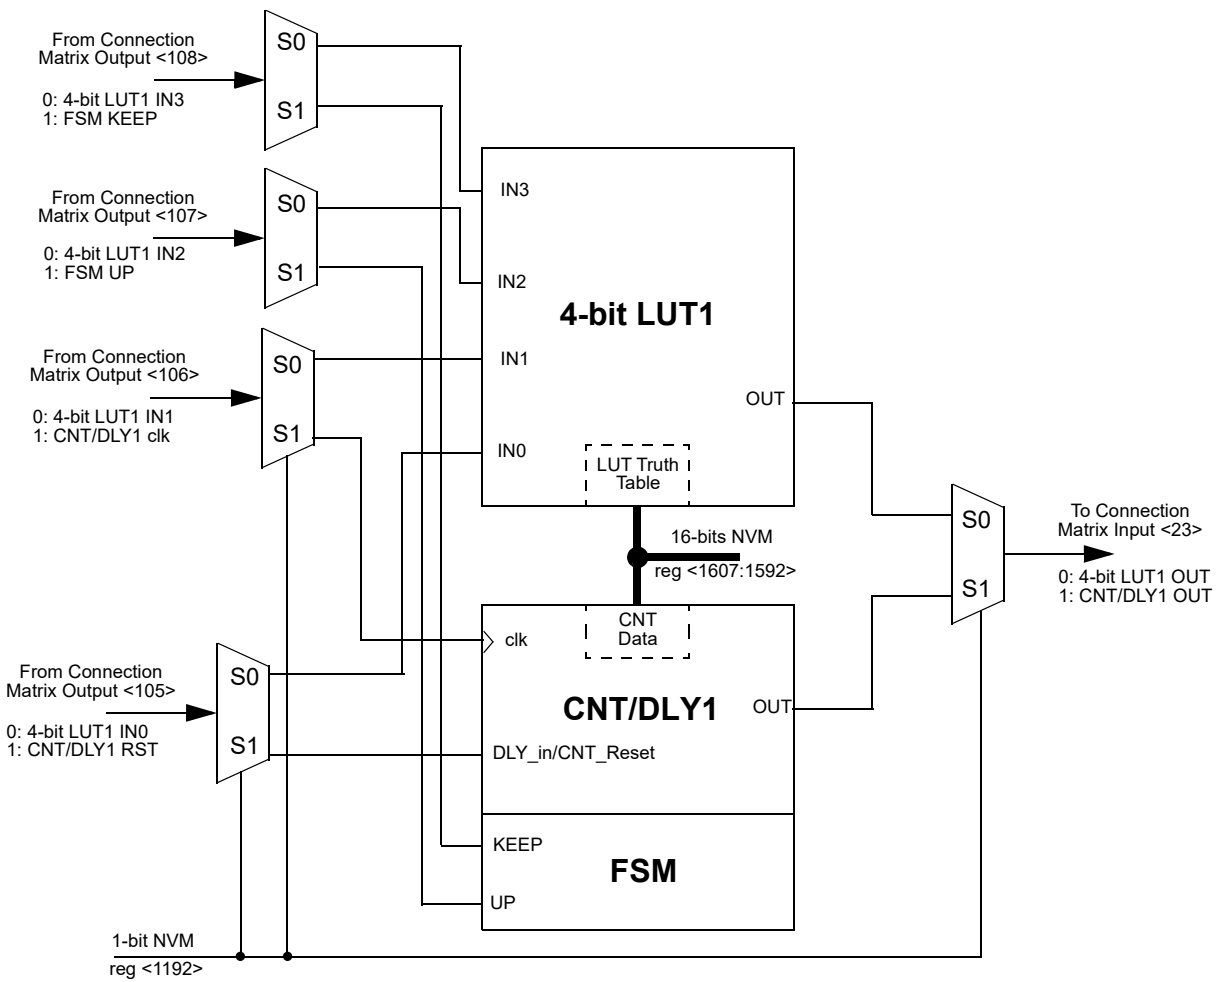 From Connection
Matrix Output <108>
0: 4-bit LUT1 IN3
1: FSM KEEP
S0
S1
From Connection
Matrix Output <107>
0: 4-bit LUT1 IN2
1: FSM UP
S0
S1
From Connection
Matrix Output <106>
0: 4-bit LUT1 IN1
1: CNT/DLY1 clk
S0
S1
IN3
IN2
4-bit LUT1
IN1
OUT
IN0
LUT Truth
Table
16-bits NVM
reg <1607:1592>
S0
S1
To Connection
Matrix Input <23>
0: 4-bit LUT1 OUT
1: CNT/DLY1 OUT
CNT
Data
clk
CNT/DLY1
OUT
DLY_in/CNT_Reset
From Connection
Matrix Output <105>
0: 4-bit LUT1 IN0
1: CNT/DLY1 RST
S0
S1
KEEP
FSM
UP
1-bit NVM
reg <1192>